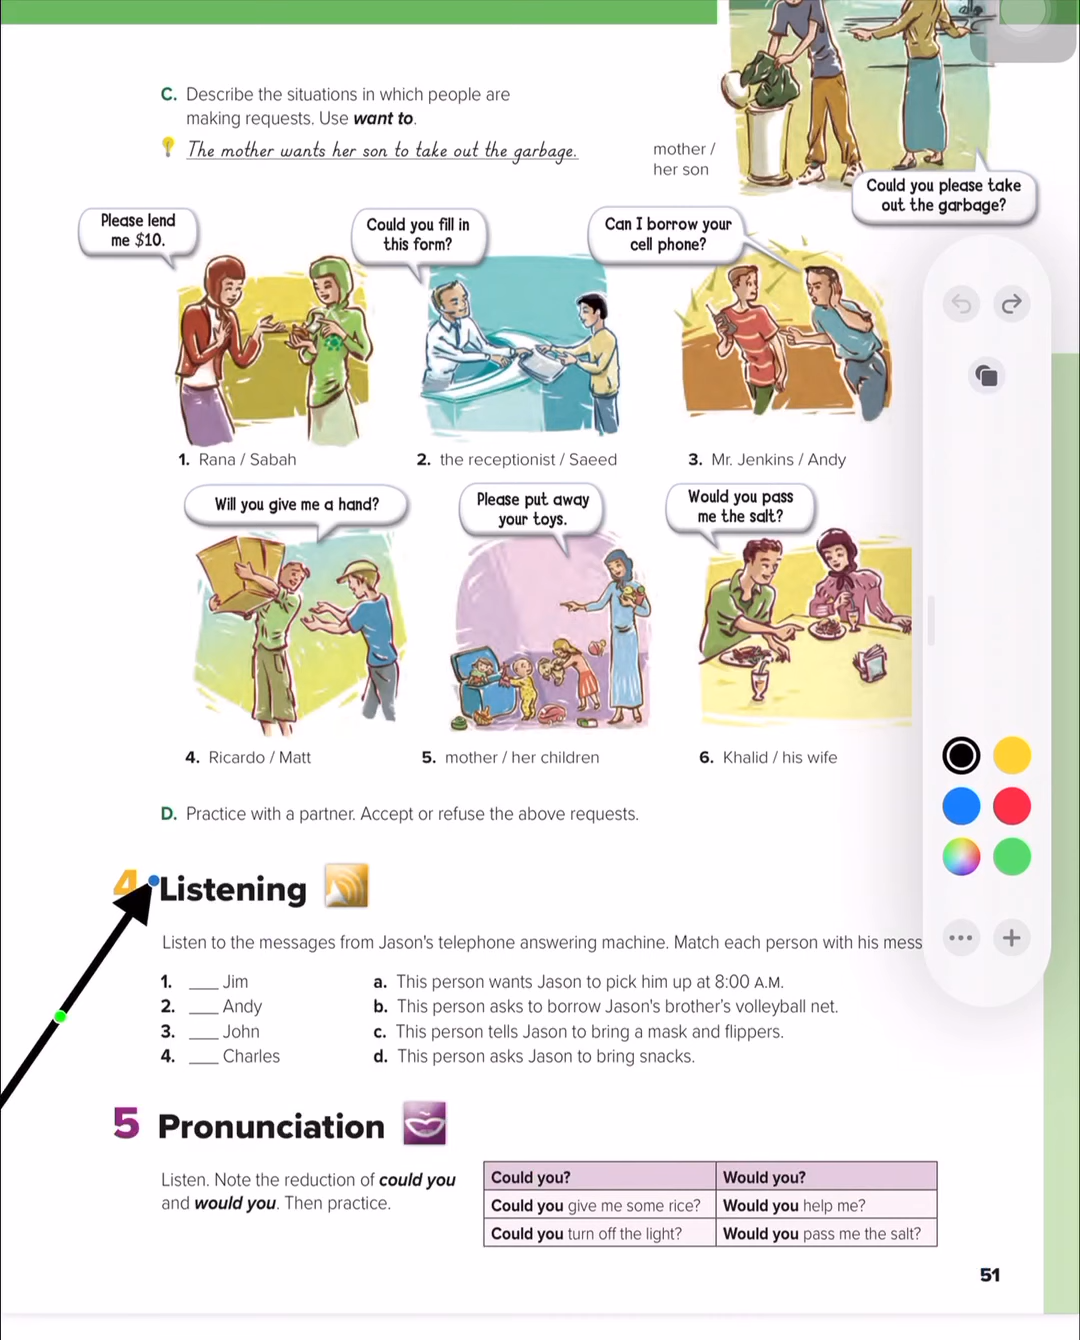 C. Describe the situations in which people are
making requests. Use want to.
The mother wants her son to take out the garbage.
mother /
her son
Could you please take
out the garbage?
Please lend
me $10.
Could you fill in
this form?
Can I borrow your
cell phone?
1. Rana / Sabah
2. the receptionist / Saeed
3. Mr. Jenkins / Andy
Will you give me a hand?
Please put away
your toys.
Would you pass
me the salt?
4. Ricardo / Matt
5. mother / her children
6. Khalid / his wife
D. Practice with a partner. Accept or refuse the above requests.
4 Listening
Listen to the messages from Jason's telephone answering machine. Match each person with his mess
1. ___ Jim
2. ___ Andy
3. ___ John
4. ___ Charles
a. This person wants Jason to pick him up at 8:00 A.M.
b. This person asks to borrow Jason's brother's volleyball net.
c. This person tells Jason to bring a mask and flippers.
d. This person asks Jason to bring snacks.
5 Pronunciation
Listen. Note the reduction of could you
and would you. Then practice.
Could you? Would you?
Could you give me some rice? Would you help me?
Could you turn off the light? Would you pass me the salt?
51